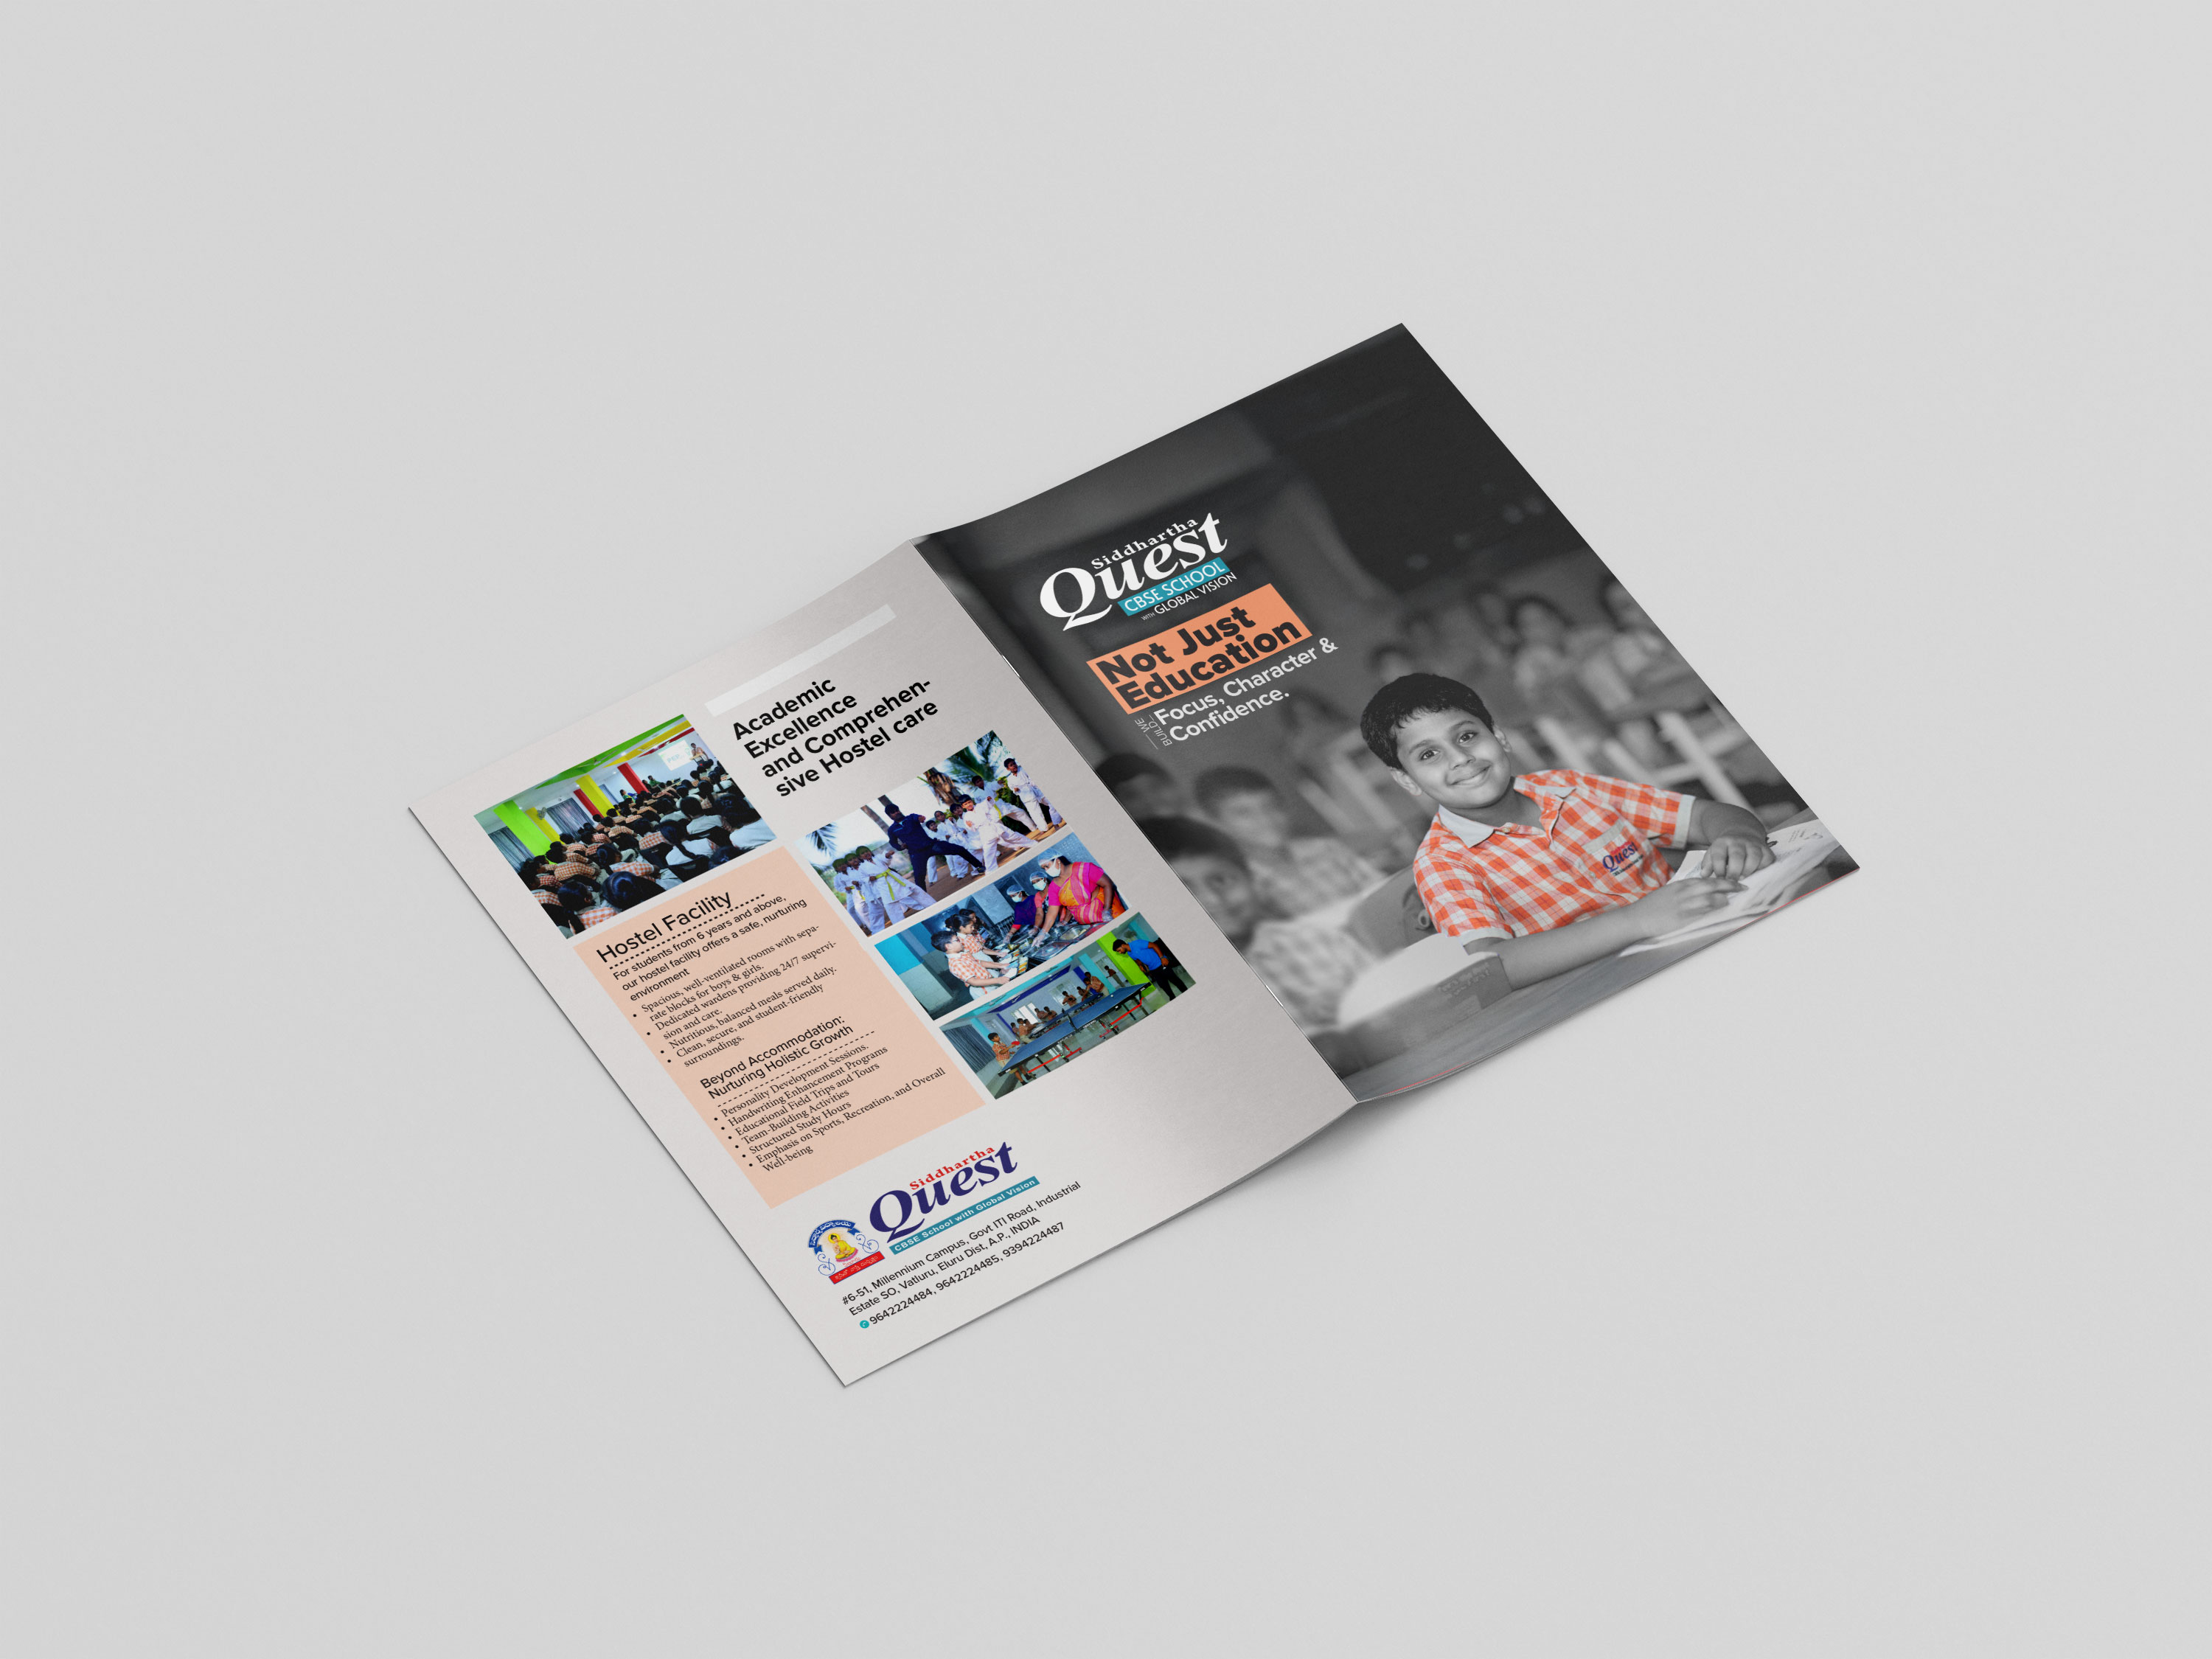 Academic
Excellence
and Comprehen-
sive Hostel care
Hostel Facility
For students from 6 years and above,
our hostel facility offers a safe, nurturing
environment
• Spacious, well-ventilated rooms with sepa-
rate blocks for boys & girls.
• Dedicated wardens providing 24/7 supervi-
sion and care.
• Nutritious, balanced meals served daily.
• Clean, secure, and student-friendly
surroundings.
Beyond Accommodation:
Nurturing Holistic Growth
• Personality Development Sessions.
• Handwriting Enhancement Programs
• Educational Field Trips and Tours
• Team-Building Activities
• Structured Study Hours
• Emphasis on Sports, Recreation, and Overall
Well-being
Siddhartha
Quest
CBSE School with Global Vision
#6-51, Millennium Campus, Govt ITI Road, Industrial
Estate SO, Vatluru, Eluru Dist, A.P., INDIA
9642224484, 9642224485, 9394224487
Siddhartha
Quest
CBSE SCHOOL
WITH GLOBAL VISION
Not Just
Education
WE
BUILD
Focus, Character &
Confidence.
Quest